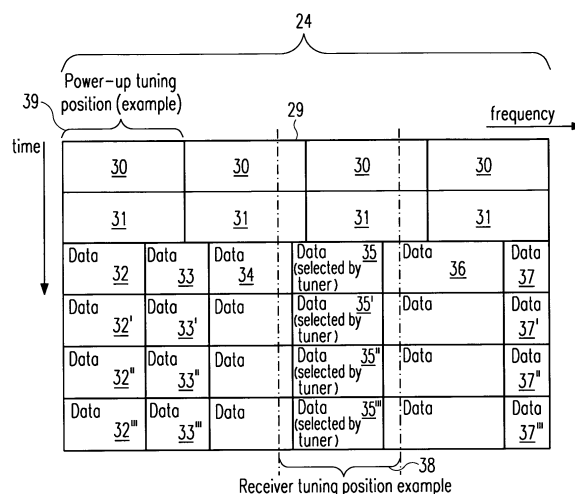 24
Power-up tuning
position (example)
39
29
frequency
time
30 30 30 30
31 31 31 31
Data 32 Data 33 Data 34 Data 35 (selected by tuner) Data 36 Data 37
Data 32' Data 33' Data Data 35' (selected by tuner) Data Data 37'
Data 32" Data 33" Data Data 35" (selected by tuner) Data Data 37"
Data 32''' Data 33''' Data Data 35''' (selected by tuner) Data Data 37'''
38
Receiver tuning position example